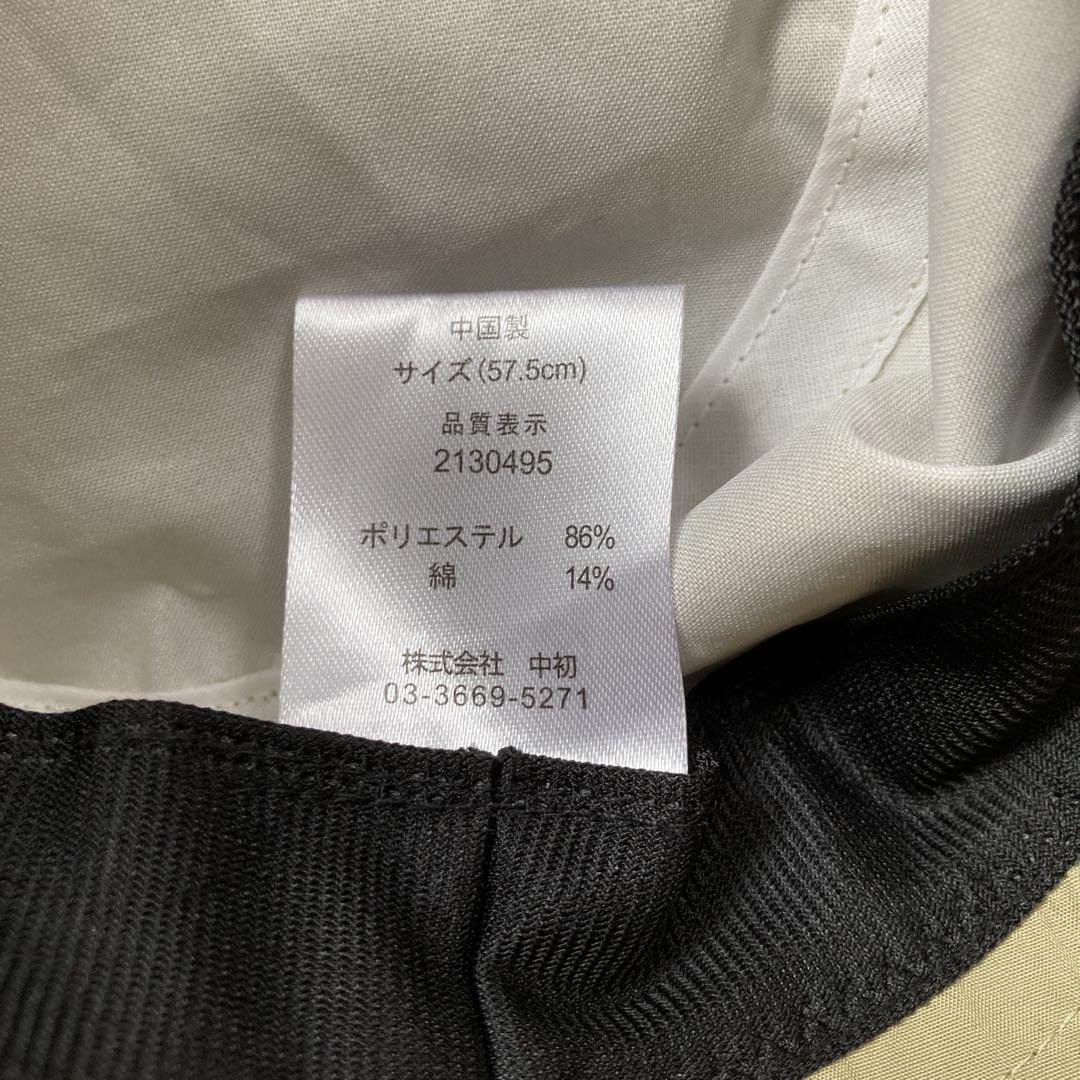 中国製
サイズ(57.5cm)
品質表示
2130495
ポリエステル 86%
綿 14%
株式会社 中初
03-3669-5271